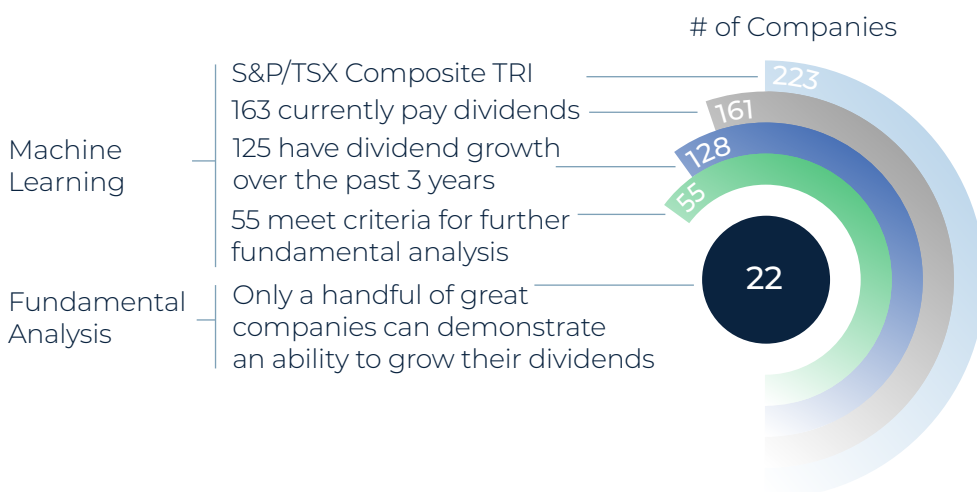 # of Companies
S&P/TSX Composite TRI
223
163 currently pay dividends
161
Machine
Learning
125 have dividend growth
over the past 3 years
128
55 meet criteria for further
fundamental analysis
55
Fundamental
Analysis
Only a handful of great
companies can demonstrate
an ability to grow their dividends
22